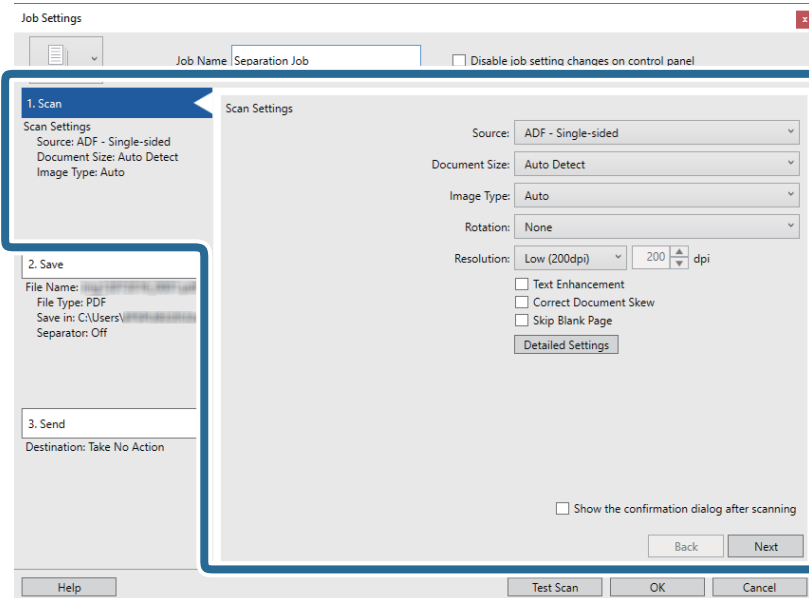 Job Settings
x
Job Name Separation Job Disable job setting changes on control panel
1. Scan
Scan Settings
Source: ADF - Single-sided
Document Size: Auto Detect
Image Type: Auto
2. Save
File Name:
File Type: PDF
Save in: C:\Users\
Separator: Off
3. Send
Destination: Take No Action
Scan Settings
Source: ADF - Single-sided
Document Size: Auto Detect
Image Type: Auto
Rotation: None
Resolution: Low (200dpi) 200 dpi
Text Enhancement
Correct Document Skew
Skip Blank Page
Detailed Settings
Show the confirmation dialog after scanning
Back Next
Help Test Scan OK Cancel